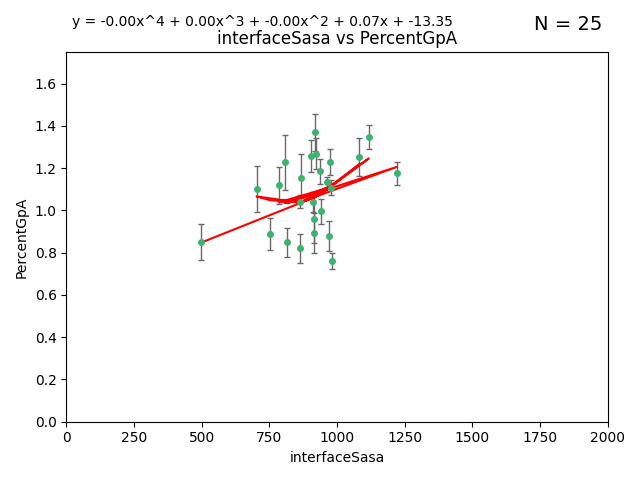 y = -0.00x^4 + 0.00x^3 + -0.00x^2 + 0.07x + -13.35
N = 25
interfaceSasa vs PercentGpA
1.6
1.4
1.2
1.0
0.8
0.6
0.4
0.2
0.0
PercentGpA
0 250 500 750 1000 1250 1500 1750 2000
interfaceSasa